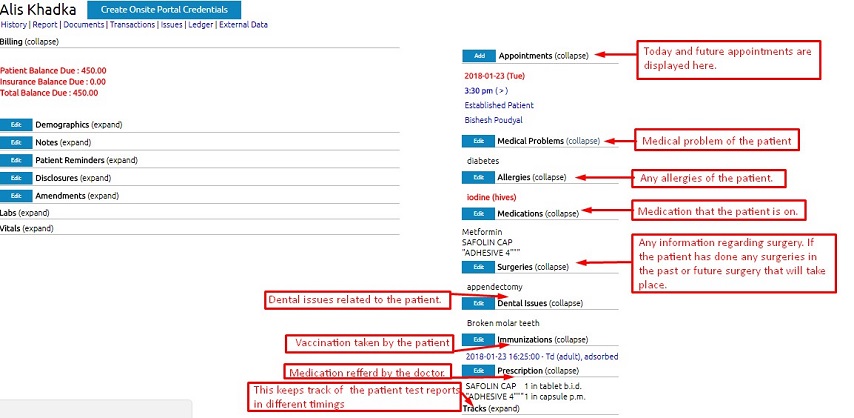 Alis Khadka
Create Onsite Portal Credentials
History | Report | Documents | Transactions | Issues | Ledger | External Data
Billing (collapse)
Patient Balance Due : 450.00
Insurance Balance Due : 0.00
Total Balance Due : 450.00
Edit Demographics (expand)
Edit Notes (expand)
Edit Patient Reminders (expand)
Edit Disclosures (expand)
Edit Amendments (expand)
Labs (expand)
Vitals (expand)
Add Appointments (collapse)
Today and future appointments are
displayed here.
2018-01-23 (Tue)
3:30 pm ( > )
Established Patient
Bishesh Poudyal
Edit Medical Problems (collapse)
Medical problem of the patient
diabetes
Edit Allergies (collapse)
Any allergies of the patient.
iodine (hives)
Edit Medications (collapse)
Medication that the patient is on.
Metformin
SAFOLIN CAP
"ADHESIVE 4"""
Edit Surgeries (collapse)
Any information regarding surgery. If
the patient has done any surgeries in
the past or future surgery that will take
place.
appendectomy
Edit Dental Issues (collapse)
Dental issues related to the patient.
Broken molar teeth
Edit Immunizations (collapse)
Vaccination taken by the patient
2018-01-23 16:25:00 - Td (adult), adsorbed
Edit Prescription (collapse)
Medication refferd by the doctor.
SAFOLIN CAP 1 in tablet b.i.d.
"ADHESIVE 4"""1 in capsule p.m.
Tracks (expand)
This keeps track of the patient test reports
in different timings